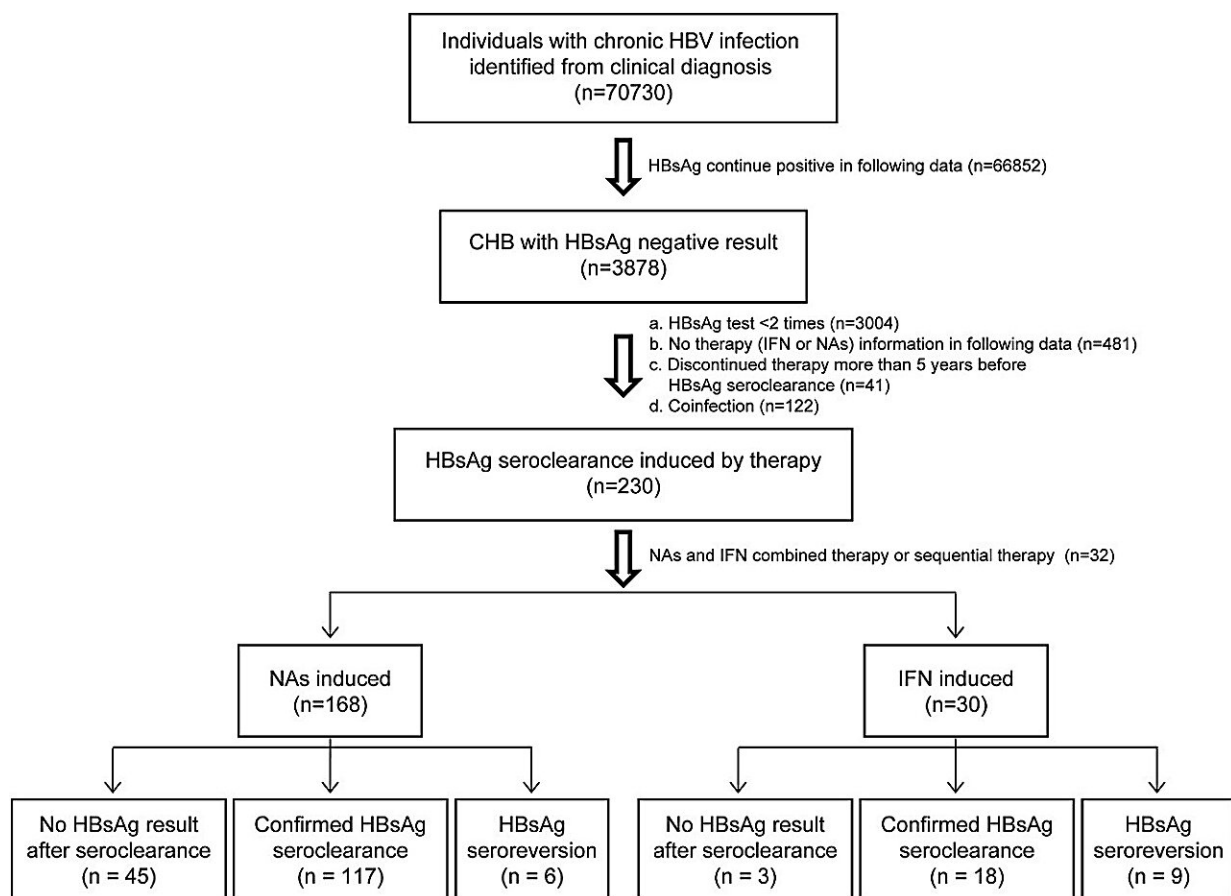 Individuals with chronic HBV infection
identified from clinical diagnosis
(n=70730)
HBsAg continue positive in following data (n=66852)
CHB with HBsAg negative result
(n=3878)
a. HBsAg test <2 times (n=3004)
b. No therapy (IFN or NAs) information in following data (n=481)
c. Discontinued therapy more than 5 years before
HBsAg seroclearance (n=41)
d. Coinfection (n=122)
HBsAg seroclearance induced by therapy
(n=230)
NAs and IFN combined therapy or sequential therapy (n=32)
NAs induced
(n=168)
IFN induced
(n=30)
No HBsAg result
after seroclearance
(n = 45)
Confirmed HBsAg
seroclearance
(n = 117)
HBsAg
seroreversion
(n = 6)
No HBsAg result
after seroclearance
(n = 3)
Confirmed HBsAg
seroclearance
(n = 18)
HBsAg
seroreversion
(n = 9)